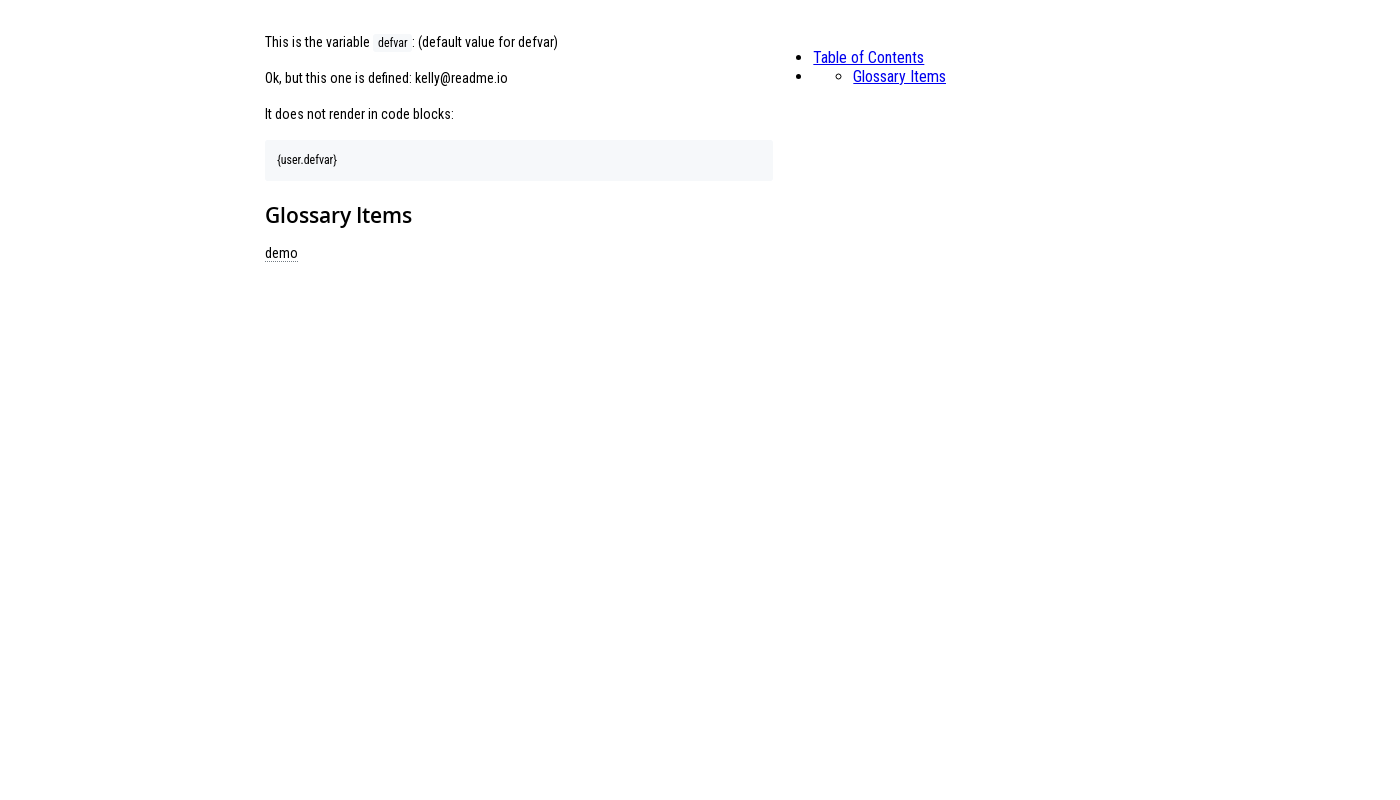 This is the variable defvar : (default value for defvar)
Ok, but this one is defined: kelly@readme.io
It does not render in code blocks:
{user.defvar}
Glossary Items
demo
Table of Contents
Glossary Items